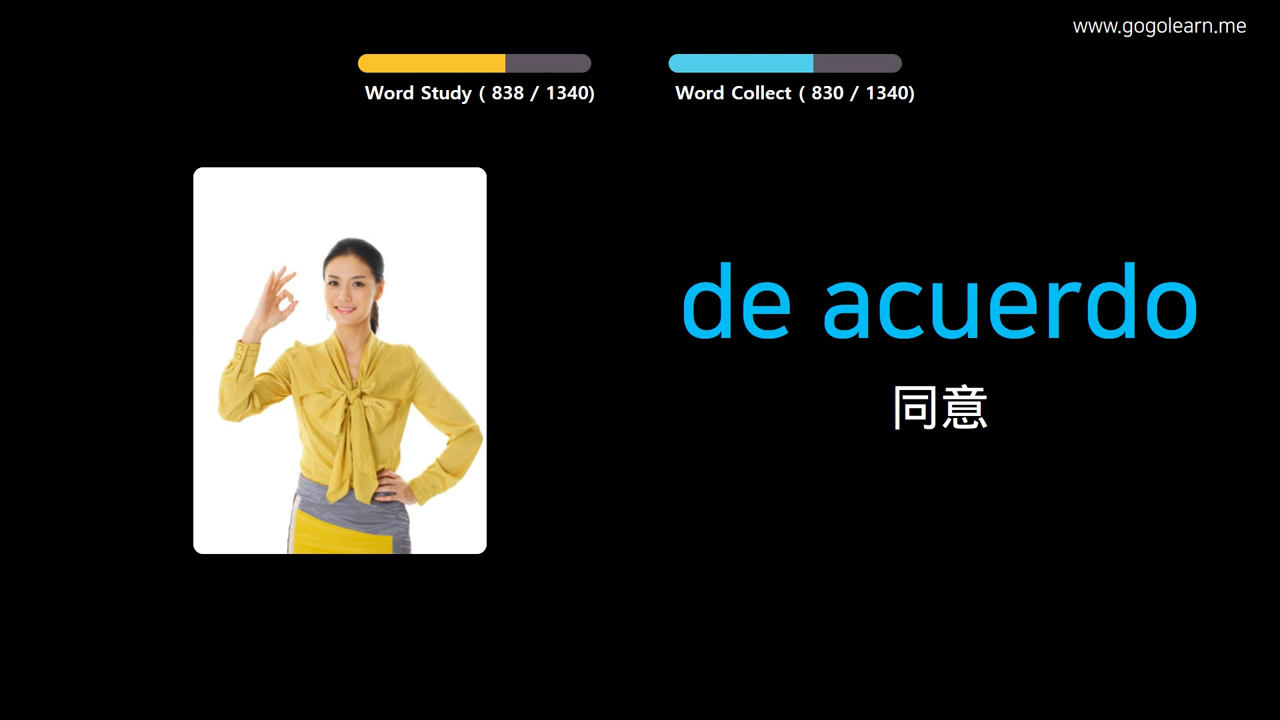 www.gogolearn.me
Word Study ( 838 / 1340)
Word Collect ( 830 / 1340)
de acuerdo
同意